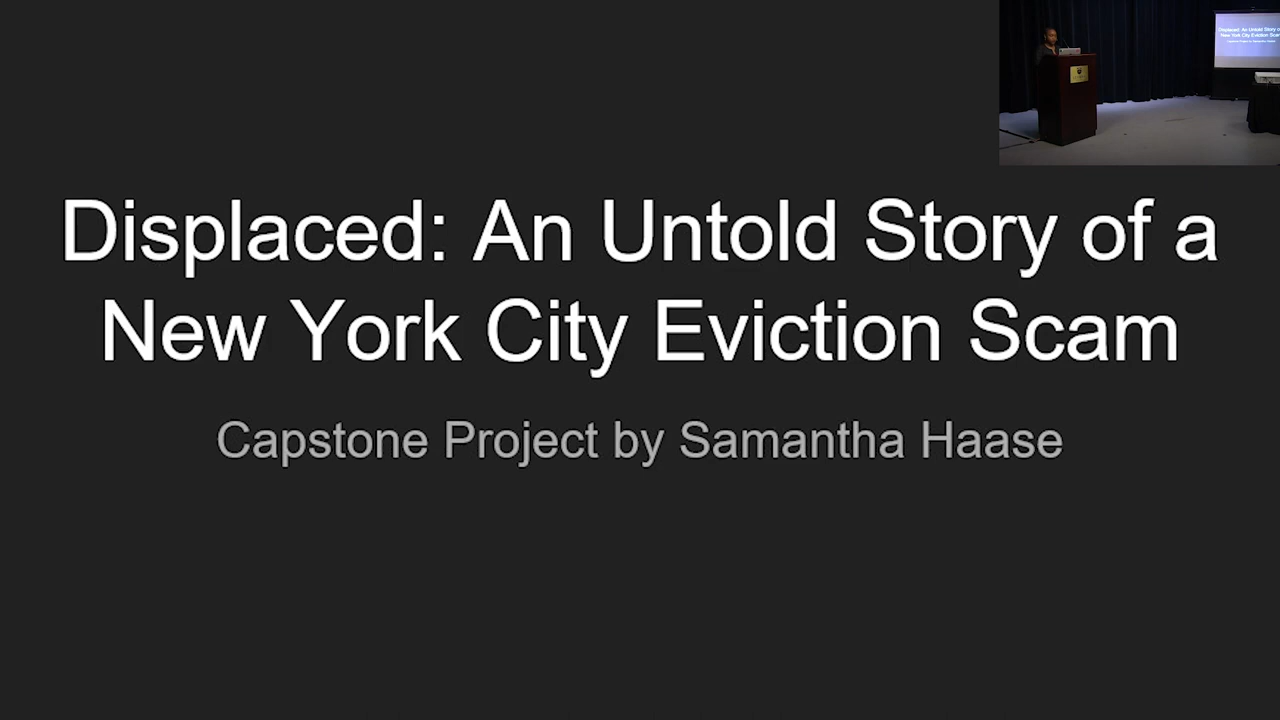 Displaced: An Untold Story of a
New York City Eviction Scam
Capstone Project by Samantha Haase